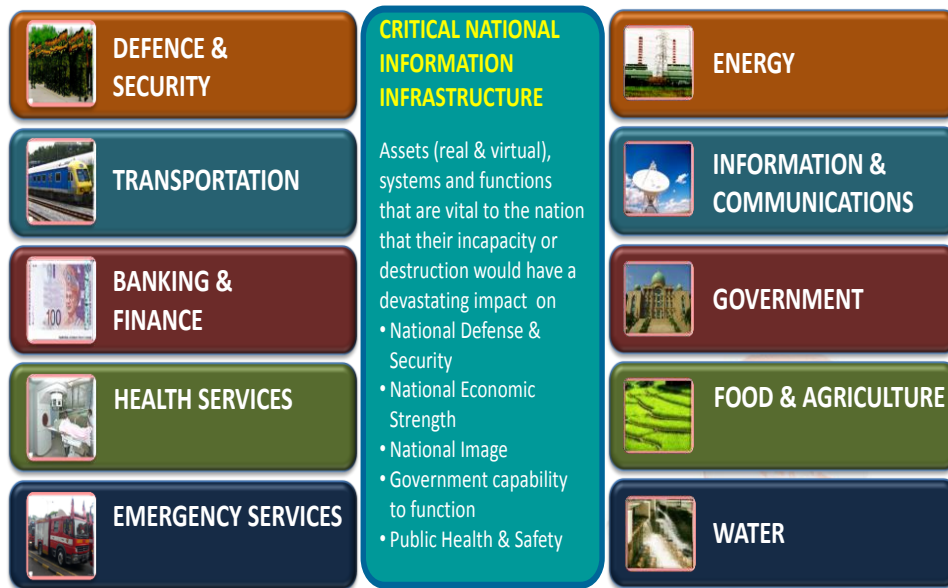 DEFENCE &
SECURITY
TRANSPORTATION
BANKING &
FINANCE
100
HEALTH SERVICES
EMERGENCY SERVICES
CRITICAL NATIONAL
INFORMATION
INFRASTRUCTURE
Assets (real & virtual),
systems and functions
that are vital to the nation
that their incapacity or
destruction would have a
devastating impact on
• National Defense &
Security
• National Economic
Strength
• National Image
• Government capability
to function
• Public Health & Safety
ENERGY
INFORMATION &
COMMUNICATIONS
GOVERNMENT
FOOD & AGRICULTURE
WATER